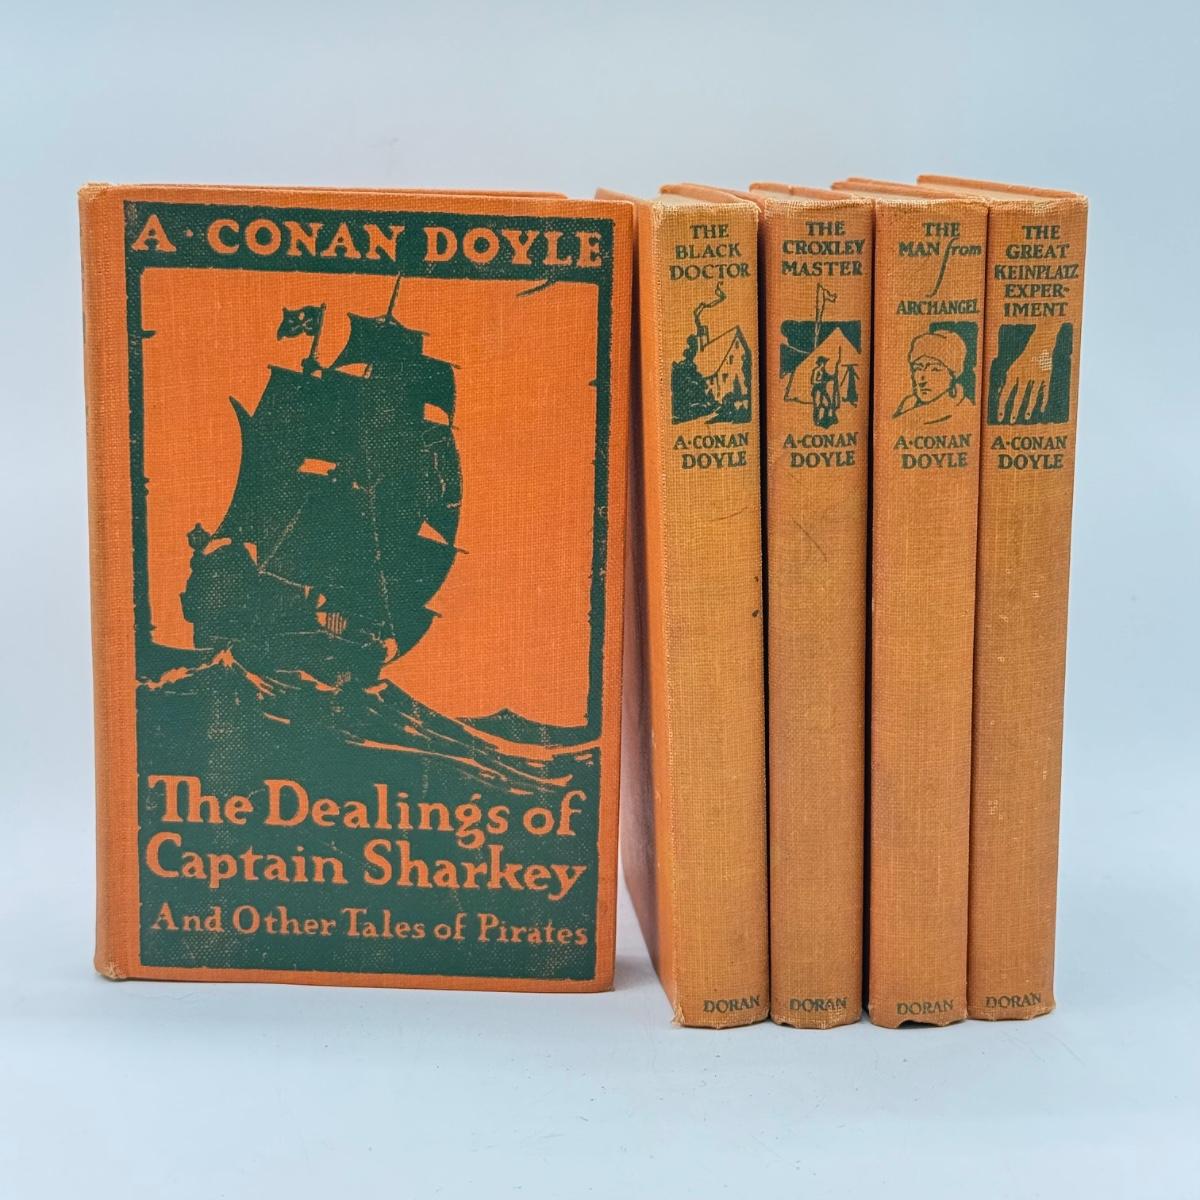 A · CONAN DOYLE
The Dealings of
Captain Sharkey
And Other Tales of Pirates
THE
BLACK
DOCTOR
A · CONAN
DOYLE
DORAN
THE
CROXLEY
MASTER
A · CONAN
DOYLE
DORAN
THE
MAN from
ARCHANGEL
A · CONAN
DOYLE
DORAN
THE
GREAT
KEINPLATZ
EXPER-
IMENT
A · CONAN
DOYLE
DORAN